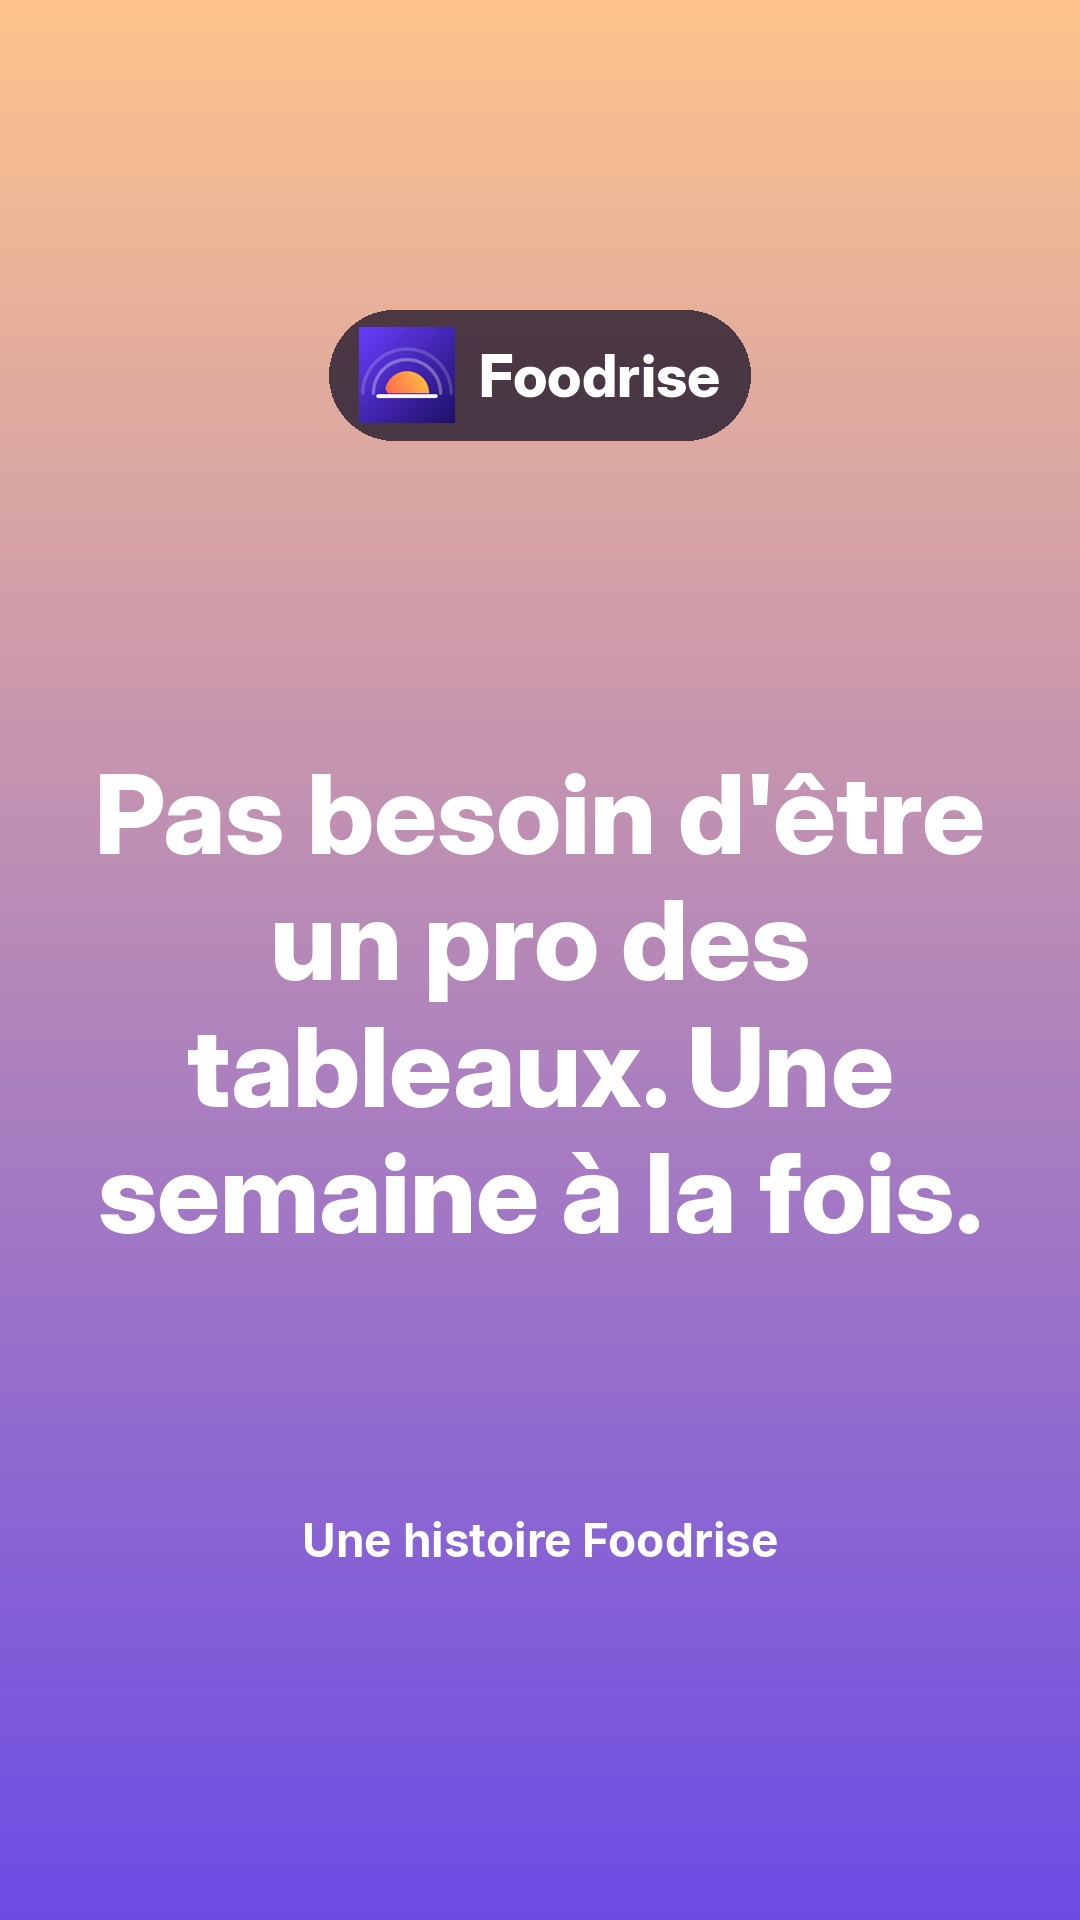 Foodrise
Pas besoin d'être
un pro des
tableaux. Une
semaine à la fois.
Une histoire Foodrise